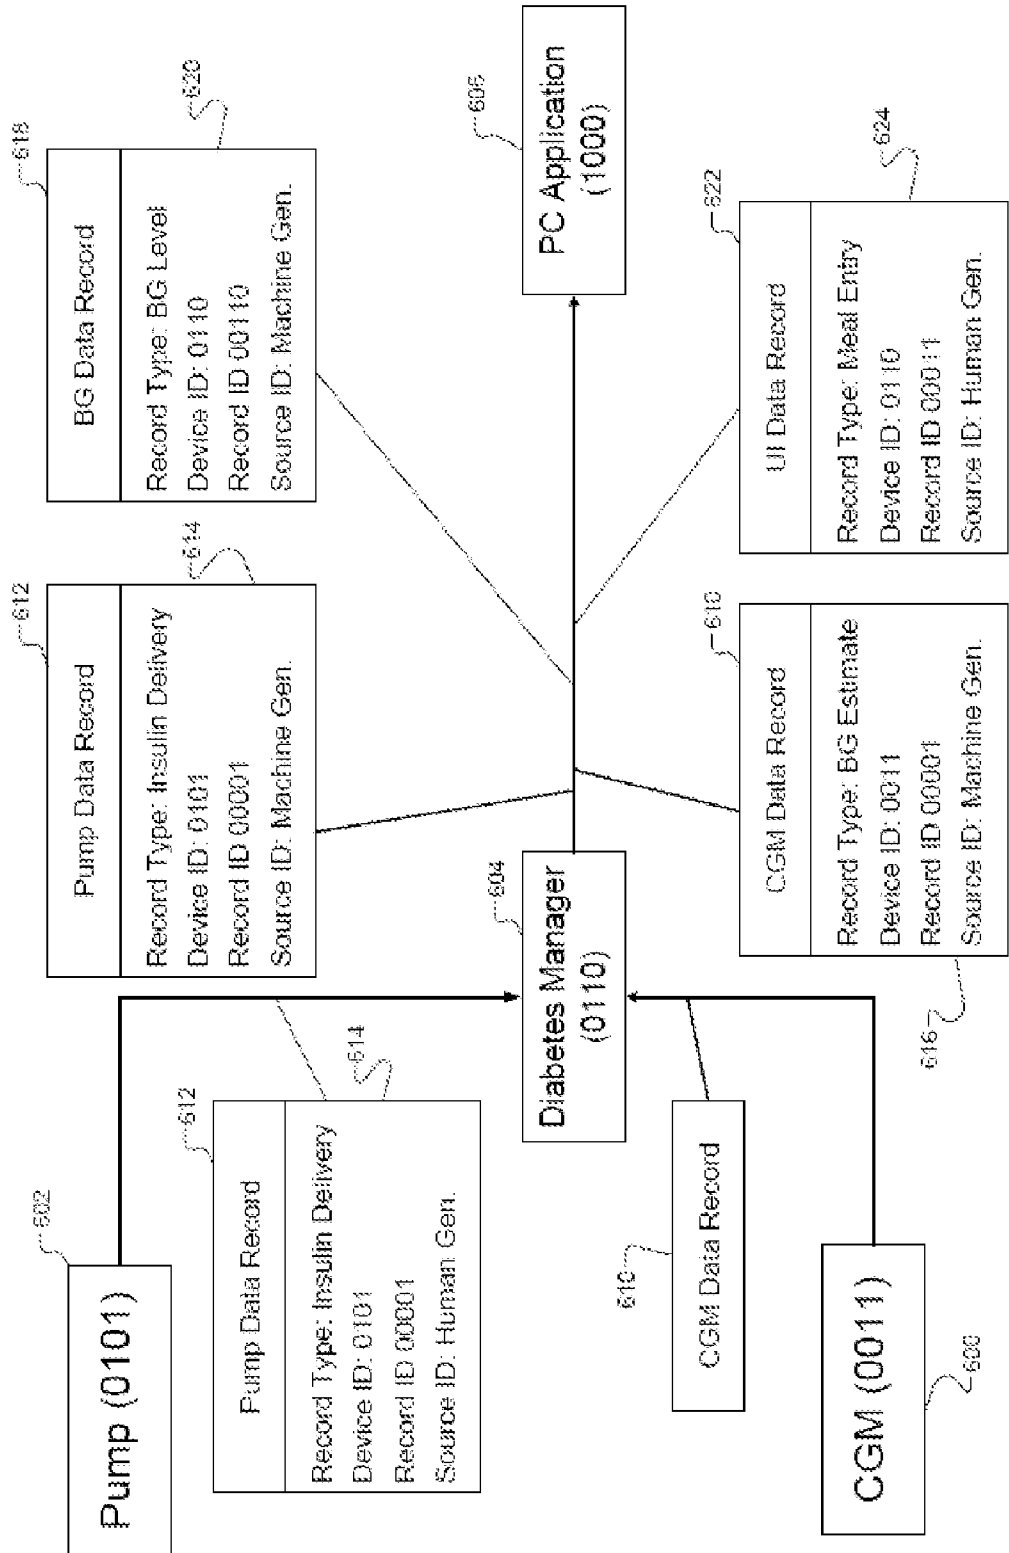 Pump (0101)
602
Pump Data Record
612
Record Type: Insulin Delivery
Device ID: 0101
Record ID 00001
Source ID: Human Gen.
614
CGM Data Record
610
CGM (0011)
600
Diabetes Manager
(0110)
604
Pump Data Record
612
Record Type: Insulin Delivery
Device ID: 0101
Record ID 00001
Source ID: Machine Gen.
614
CGM Data Record
610
Record Type: BG Estimate
Device ID: 0011
Record ID 00001
Source ID: Machine Gen.
616
BG Data Record
618
Record Type: BG Level
Device ID: 0110
Record ID 00110
Source ID: Machine Gen.
620
UI Data Record
622
Record Type: Meal Entry
Device ID: 0110
Record ID 00011
Source ID: Human Gen.
624
PC Application
(1000)
606